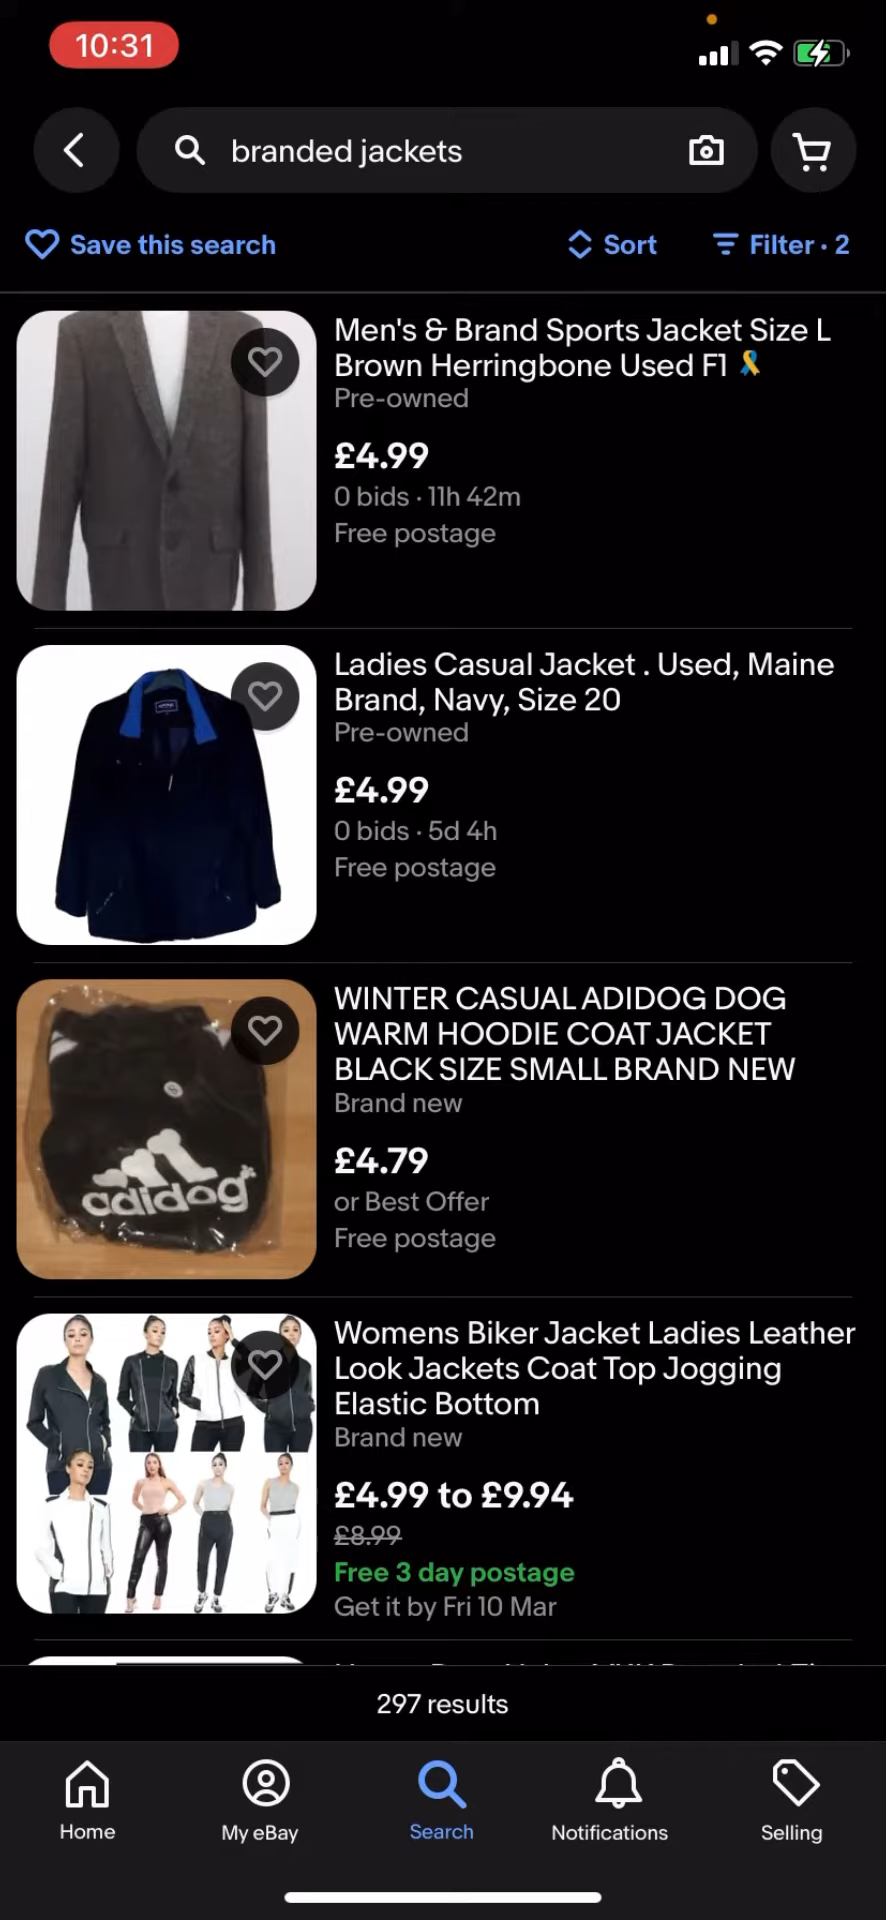 10:31
branded jackets
Save this search
Sort
Filter · 2
Men's & Brand Sports Jacket Size L
Brown Herringbone Used F1 🎗️
Pre-owned
£4.99
0 bids · 11h 42m
Free postage
Ladies Casual Jacket . Used, Maine
Brand, Navy, Size 20
Pre-owned
£4.99
0 bids · 5d 4h
Free postage
adidog
WINTER CASUAL ADIDOG DOG
WARM HOODIE COAT JACKET
BLACK SIZE SMALL BRAND NEW
Brand new
£4.79
or Best Offer
Free postage
Womens Biker Jacket Ladies Leather
Look Jackets Coat Top Jogging
Elastic Bottom
Brand new
£4.99 to £9.94
£8.99
Free 3 day postage
Get it by Fri 10 Mar
297 results
Home
My eBay
Search
Notifications
Selling